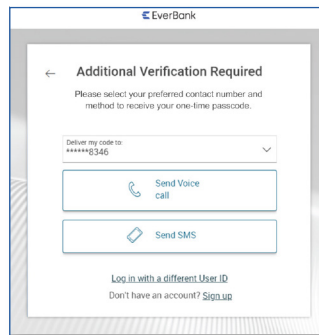 EverBank
Additional Verification Required
Please select your preferred contact number and
method to receive your one-time passcode.
Deliver my code to:
******8346
Send Voice
call
Send SMS
Log in with a different User ID
Don't have an account? Sign up